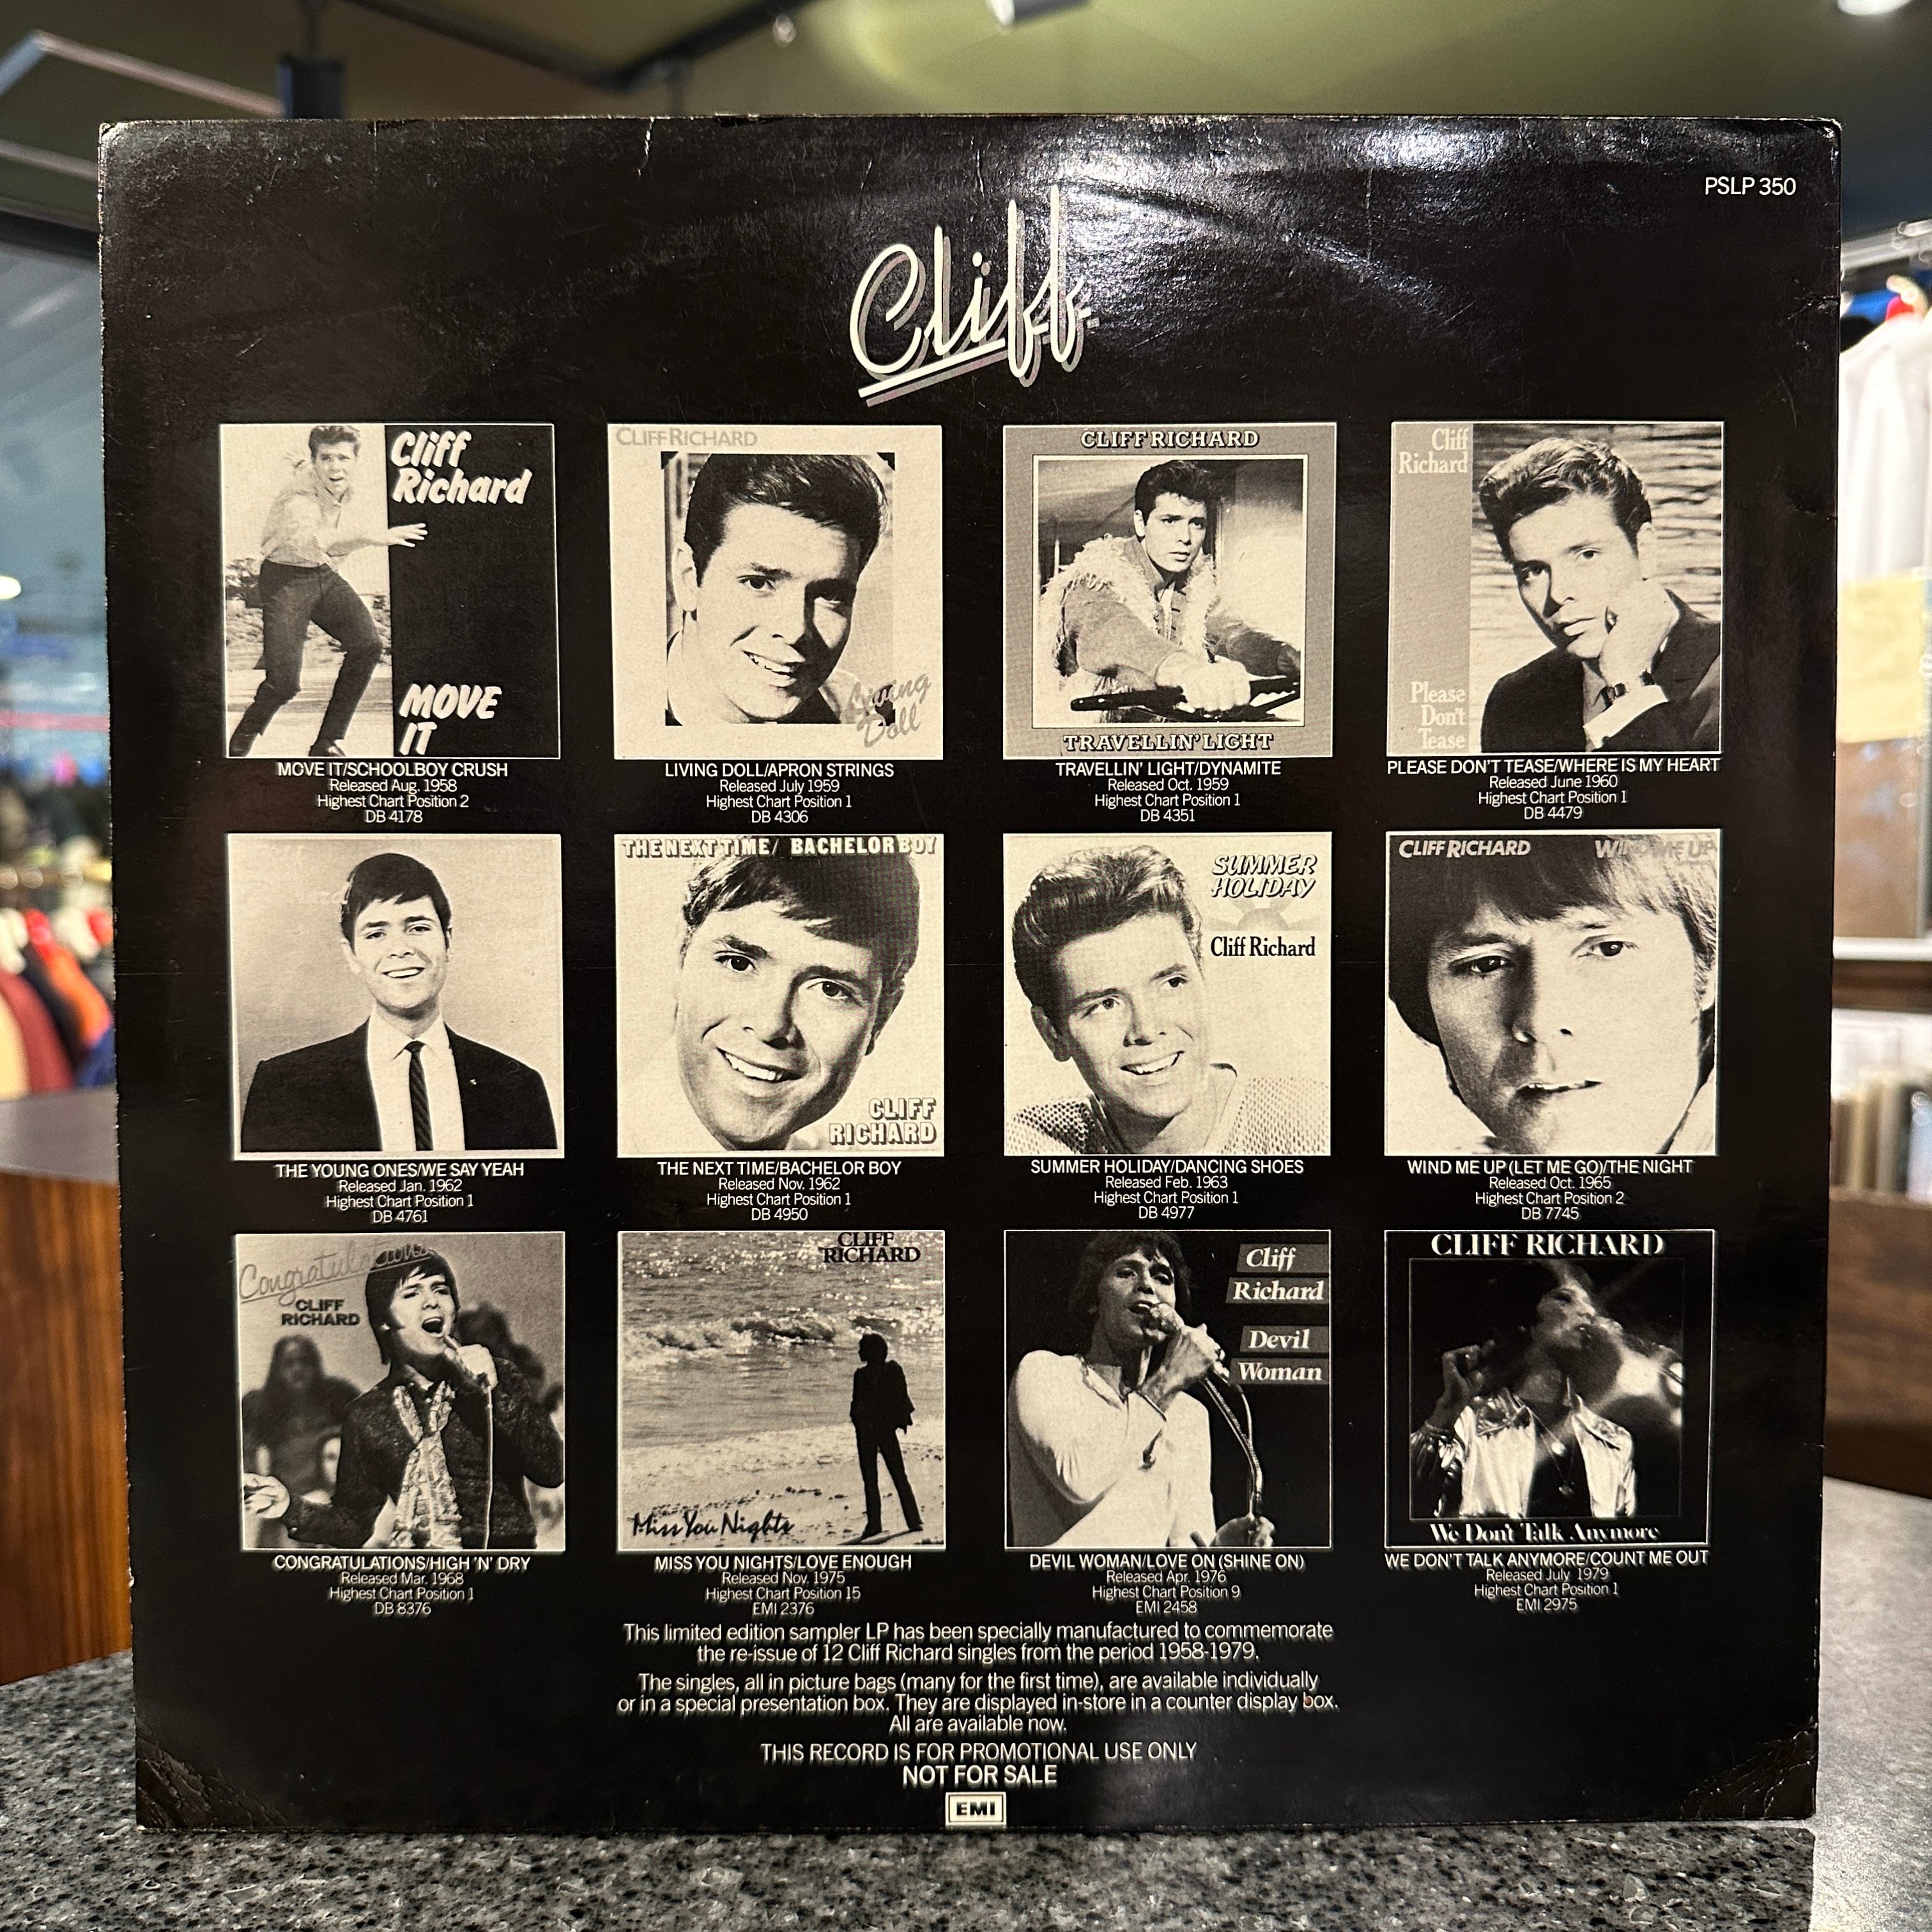 PSLP 350
Cliff
Cliff
Richard
MOVE
IT
MOVE IT/SCHOOLBOY CRUSH
Released Aug. 1958
Highest Chart Position 2
DB 4178
CLIFF RICHARD
Living
Doll
LIVING DOLL/APRON STRINGS
Released July 1959
Highest Chart Position 1
DB 4306
CLIFF RICHARD
TRAVELLIN' LIGHT
TRAVELLIN' LIGHT/DYNAMITE
Released Oct. 1959
Highest Chart Position 1
DB 4351
Cliff
Richard
Please
Don't
Tease
PLEASE DON'T TEASE/WHERE IS MY HEART
Released June 1960
Highest Chart Position 1
DB 4479
THE YOUNG ONES/WE SAY YEAH
Released Jan. 1962
Highest Chart Position 1
DB 4761
THE NEXT TIME/ BACHELOR BOY
CLIFF
RICHARD
THE NEXT TIME/BACHELOR BOY
Released Nov. 1962
Highest Chart Position 1
DB 4950
SUMMER
HOLIDAY
Cliff Richard
SUMMER HOLIDAY/DANCING SHOES
Released Feb. 1963
Highest Chart Position 1
DB 4977
CLIFF RICHARD WIND ME UP
WIND ME UP (LET ME GO)/THE NIGHT
Released Oct. 1965
Highest Chart Position 2
DB 7745
Congratulations
CLIFF
RICHARD
CONGRATULATIONS/HIGH 'N' DRY
Released Mar. 1968
Highest Chart Position 1
DB 8376
CLIFF
RICHARD
Miss You Nights
MISS YOU NIGHTS/LOVE ENOUGH
Released Nov. 1975
Highest Chart Position 15
EMI 2376
Cliff
Richard
Devil
Woman
DEVIL WOMAN/LOVE ON (SHINE ON)
Released Apr. 1976
Highest Chart Position 9
EMI 2458
CLIFF RICHARD
We Don't Talk Anymore
WE DON'T TALK ANYMORE/COUNT ME OUT
Released July 1979
Highest Chart Position 1
EMI 2975
This limited edition sampler LP has been specially manufactured to commemorate
the re-issue of 12 Cliff Richard singles from the period 1958-1979.
The singles, all in picture bags (many for the first time), are available individually
or in a special presentation box. They are displayed in-store in a counter display box.
All are available now.
THIS RECORD IS FOR PROMOTIONAL USE ONLY
NOT FOR SALE
EMI